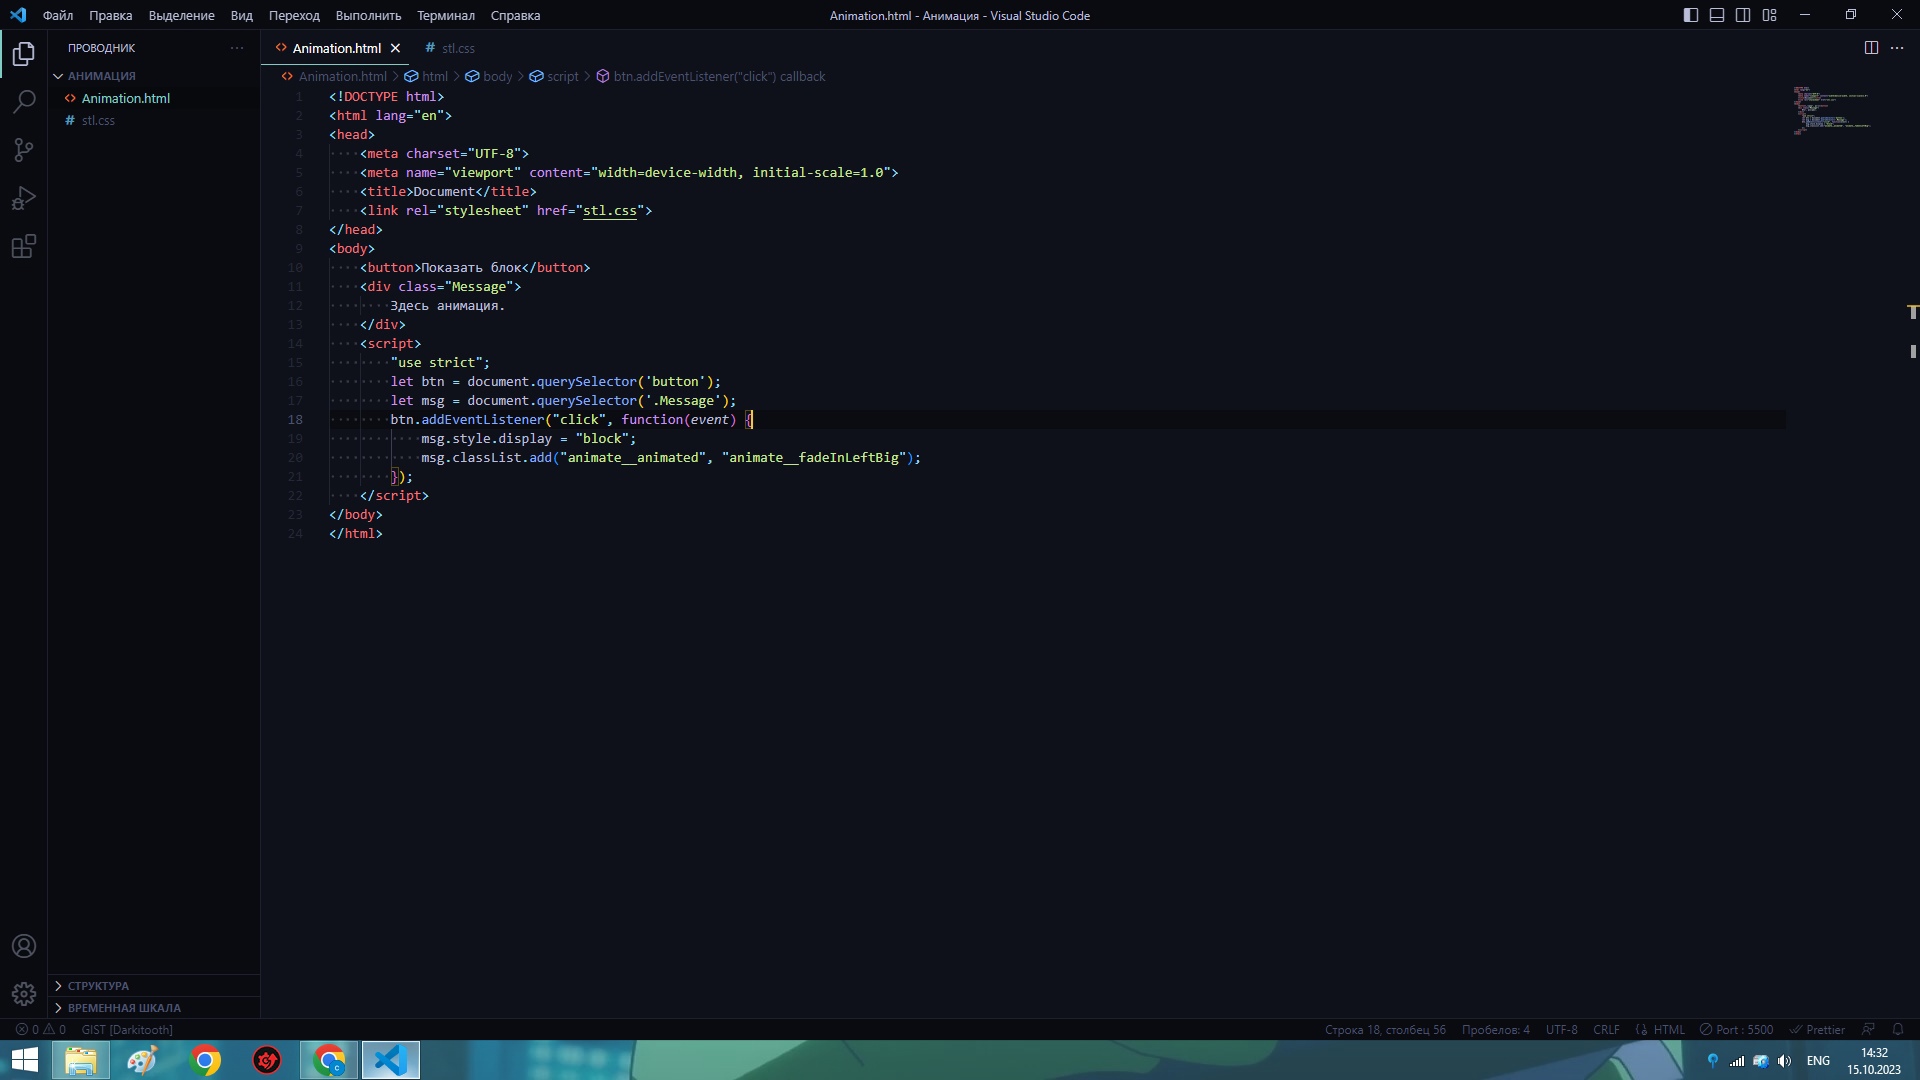 Файл Правка Выделение Вид Переход Выполнить Терминал Справка
Animation.html - Анимация - Visual Studio Code
ПРОВОДНИК
АНИМАЦИЯ
Animation.html
stl.css
Animation.html stl.css
Animation.html > html > body > script > btn.addEventListener("click") callback
1 <!DOCTYPE html>
2 <html lang="en">
3 <head>
4 <meta charset="UTF-8">
5 <meta name="viewport" content="width=device-width, initial-scale=1.0">
6 <title>Document</title>
7 <link rel="stylesheet" href="stl.css">
8 </head>
9 <body>
10 <button>Показать блок</button>
11 <div class="Message">
12 Здесь анимация.
13 </div>
14 <script>
15 "use strict";
16 let btn = document.querySelector('button');
17 let msg = document.querySelector('.Message');
18 btn.addEventListener("click", function(event) {
19 msg.style.display = "block";
20 msg.classList.add("animate__animated", "animate__fadeInLeftBig");
21 });
22 </script>
23 </body>
24 </html>
СТРУКТУРА
ВРЕМЕННАЯ ШКАЛА
0 0 GIST [Darkitooth]
Строка 18, столбец 56 Пробелов: 4 UTF-8 CRLF HTML Port : 5500 Prettier
ENG
14:32
15.10.2023